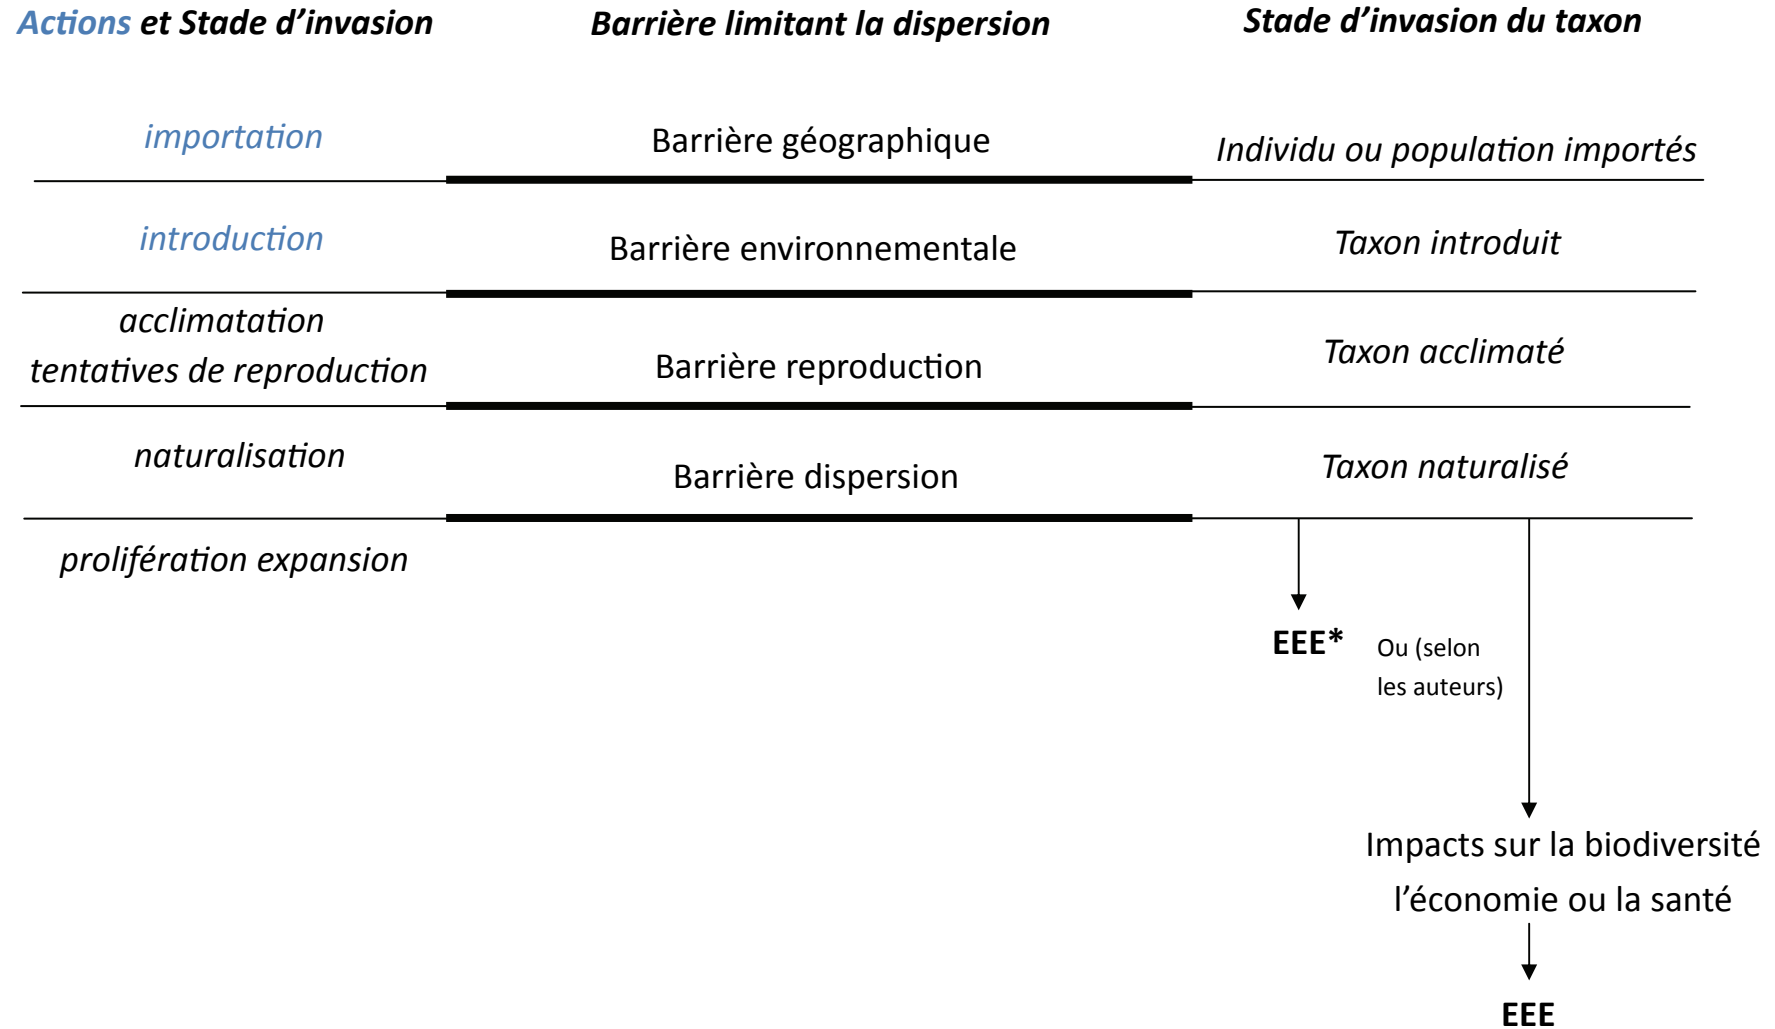 Actions et Stade d’invasion
Barrière limitant la dispersion
Stade d’invasion du taxon
importation
Barrière géographique
Individu ou population importés
introduction
Barrière environnementale
Taxon introduit
acclimatation
tentatives de reproduction
Barrière reproduction
Taxon acclimaté
naturalisation
Barrière dispersion
Taxon naturalisé
prolifération expansion
EEE*
Ou (selon
les auteurs)
Impacts sur la biodiversité
l’économie ou la santé
EEE